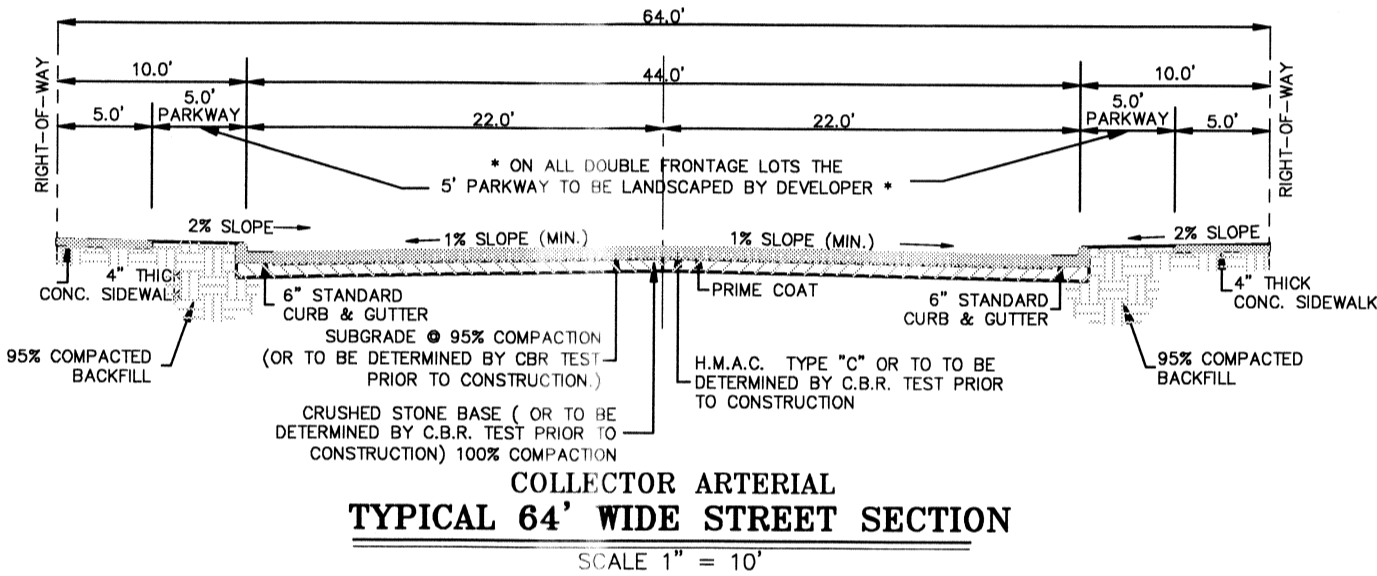 64.0'
RIGHT-OF-WAY
10.0'
44.0'
10.0'
RIGHT-OF-WAY
5.0'
5.0'
PARKWAY
22.0'
22.0'
5.0'
PARKWAY
5.0'
* ON ALL DOUBLE FRONTAGE LOTS THE
5' PARKWAY TO BE LANDSCAPED BY DEVELOPER *
2% SLOPE
1% SLOPE (MIN.)
1% SLOPE (MIN.)
2% SLOPE
4" THICK
CONC. SIDEWALK
6" STANDARD
CURB & GUTTER
PRIME COAT
6" STANDARD
CURB & GUTTER
4" THICK
CONC. SIDEWALK
95% COMPACTED
BACKFILL
SUBGRADE @ 95% COMPACTION
(OR TO BE DETERMINED BY CBR TEST
PRIOR TO CONSTRUCTION.)
H.M.A.C. TYPE "C" OR TO TO BE
DETERMINED BY C.B.R. TEST PRIOR
TO CONSTRUCTION
95% COMPACTED
BACKFILL
CRUSHED STONE BASE ( OR TO BE
DETERMINED BY C.B.R. TEST PRIOR TO
CONSTRUCTION) 100% COMPACTION
COLLECTOR ARTERIAL
TYPICAL 64' WIDE STREET SECTION
SCALE 1" = 10'